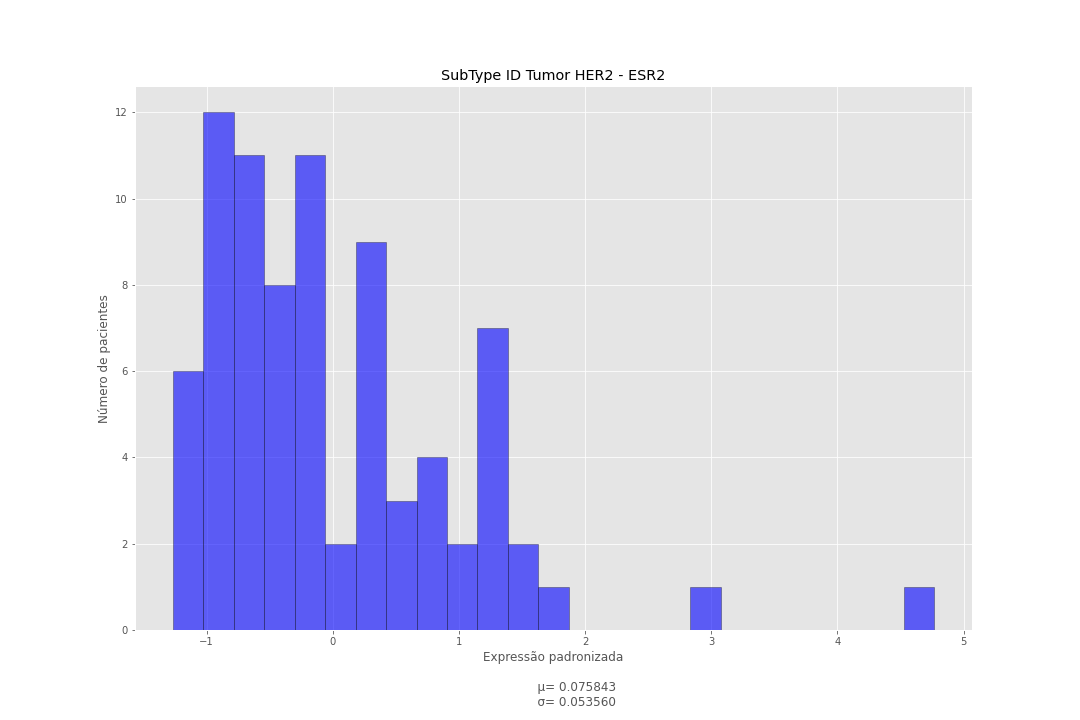 SubType ID Tumor HER2 - ESR2
12
10
8
6
4
2
0
Número de pacientes
−1 0 1 2 3 4 5
Expressão padronizada
μ= 0.075843
σ= 0.053560